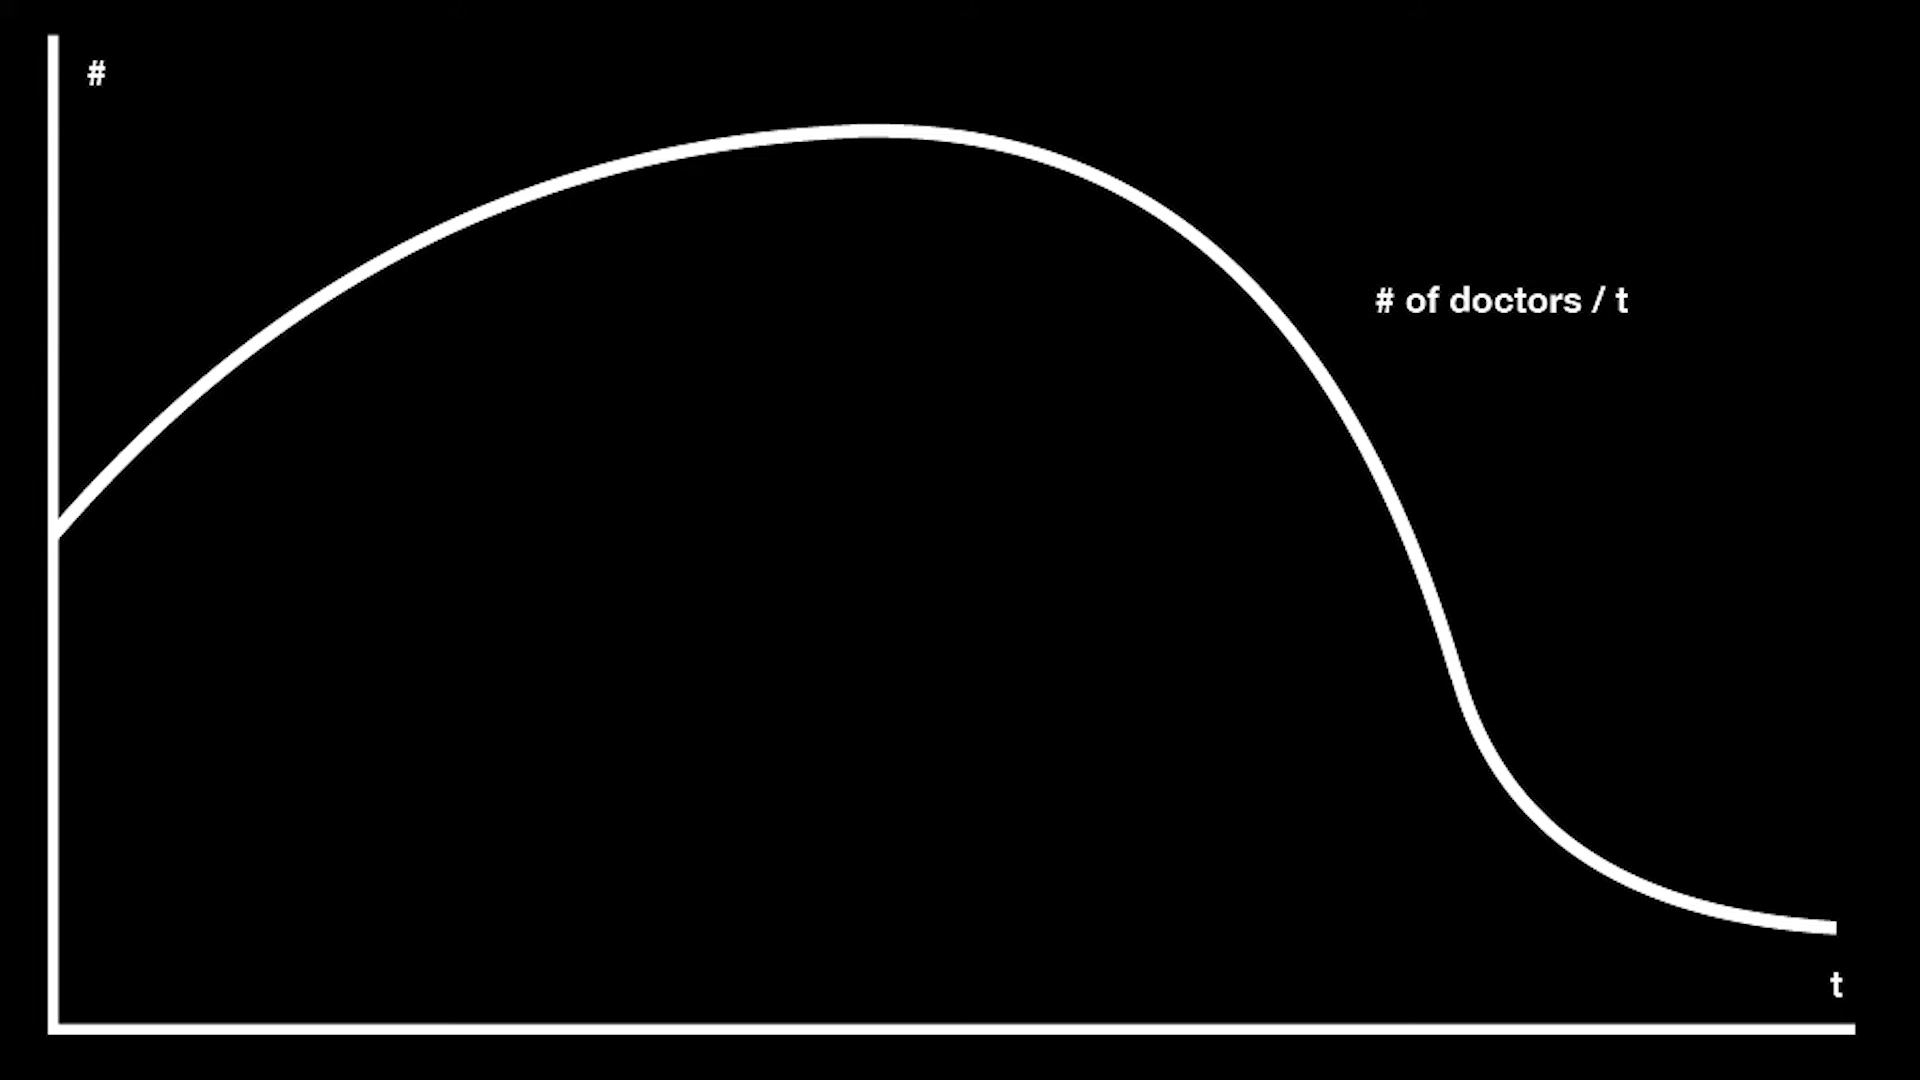 #
# of doctors / t
t